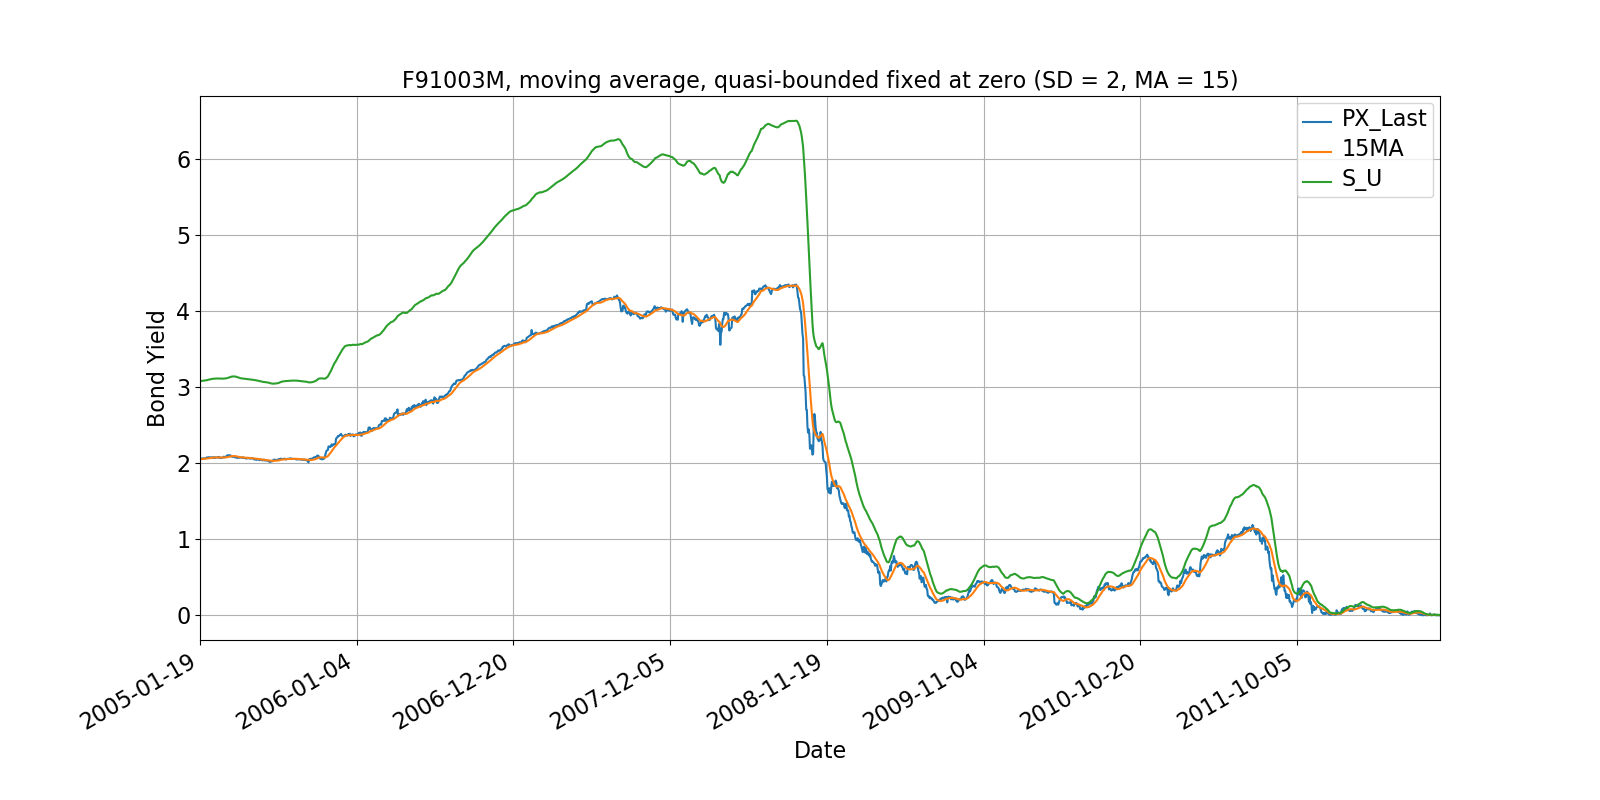 F91003M, moving average, quasi-bounded fixed at zero (SD = 2, MA = 15)
PX_Last
15MA
S_U
Bond Yield
6
5
4
3
2
1
0
2005-01-19
2006-01-04
2006-12-20
2007-12-05
2008-11-19
2009-11-04
2010-10-20
2011-10-05
Date